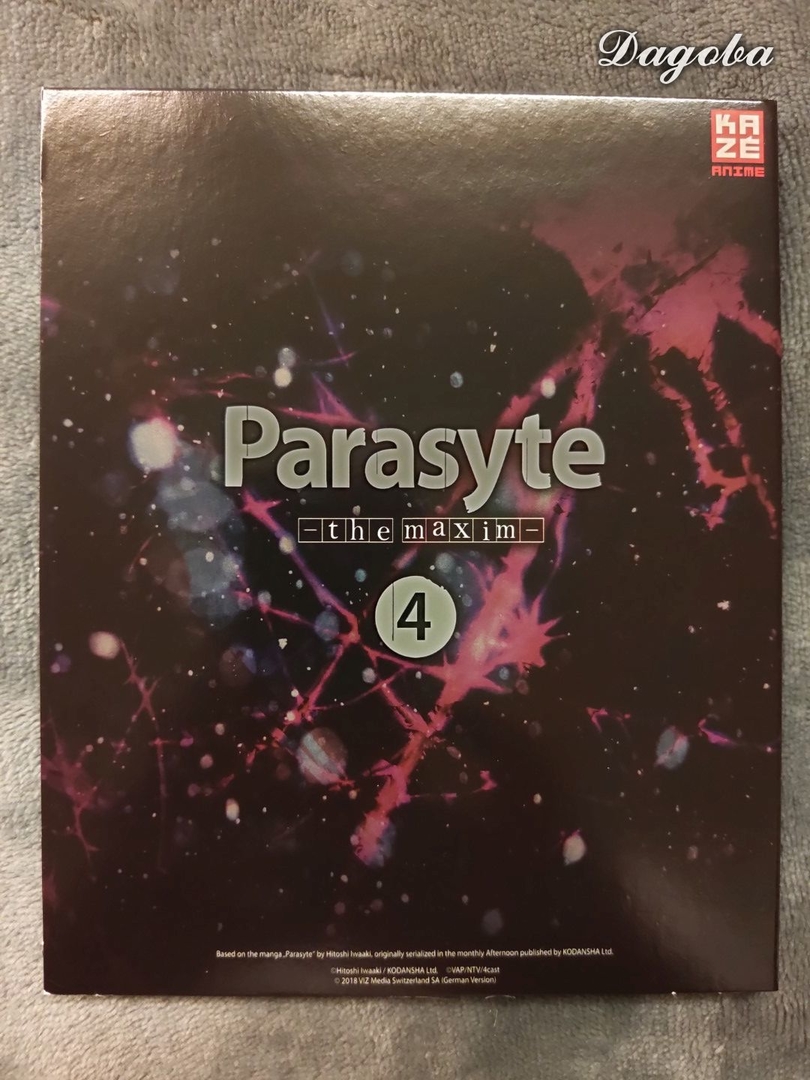 Dagoba
KA
ZÉ
ANIME
Parasyte
-the maxim-
4
Based on the manga „Parasyte“ by Hitoshi Iwaaki, originally serialized in the monthly Afternoon published by KODANSHA Ltd.
©Hitoshi Iwaaki / KODANSHA Ltd. ©VAP/NTV/4cast
© 2018 VIZ Media Switzerland SA (German Version)